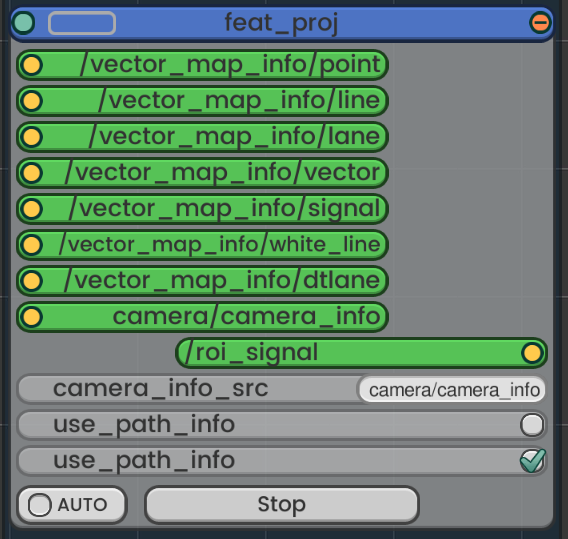 feat_proj
/vector_map_info/point
/vector_map_info/line
/vector_map_info/lane
/vector_map_info/vector
/vector_map_info/signal
/vector_map_info/white_line
/vector_map_info/dtlane
camera/camera_info
/roi_signal
camera_info_src camera/camera_info
use_path_info
use_path_info
AUTO Stop